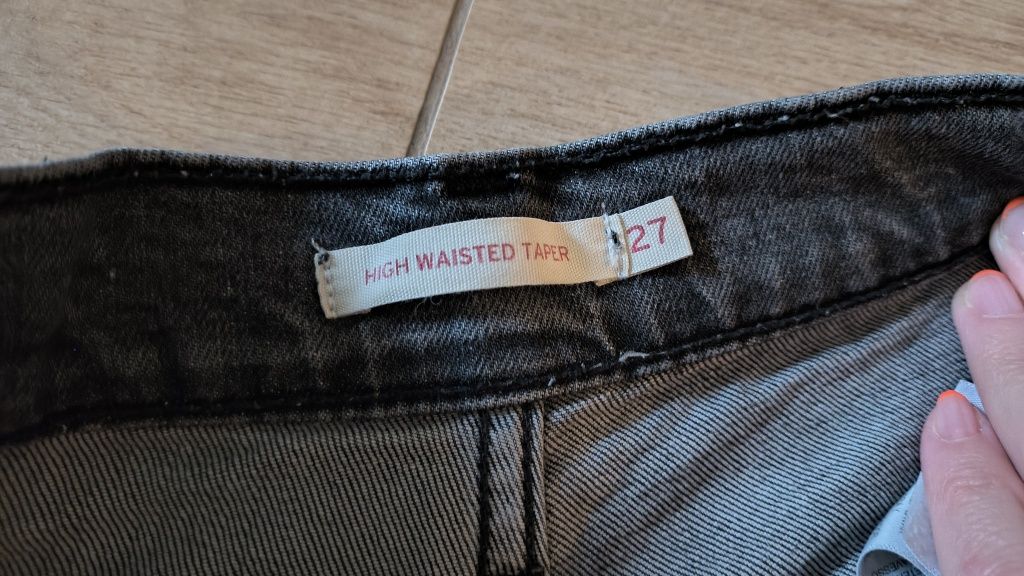 HIGH WAISTED TAPER
27